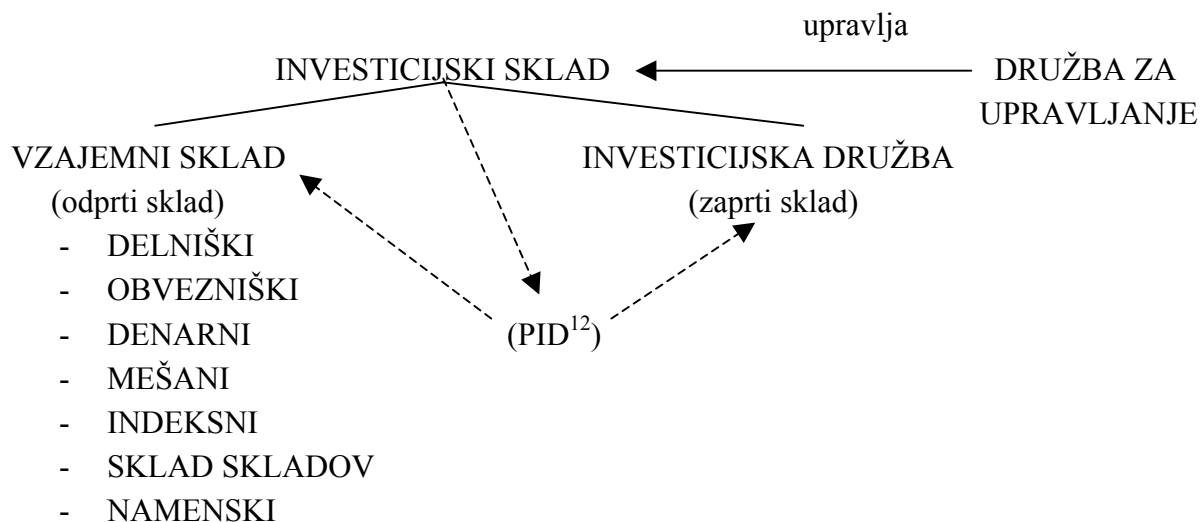 upravlja
INVESTICIJSKI SKLAD
DRUŽBA ZA
UPRAVLJANJE
VZAJEMNI SKLAD
(odprti sklad)
INVESTICIJSKA DRUŽBA
(zaprti sklad)
- DELNIŠKI
- OBVEZNIŠKI
- DENARNI
- MEŠANI
- INDEKSNI
- SKLAD SKLADOV
- NAMENSKI
(PID¹²)